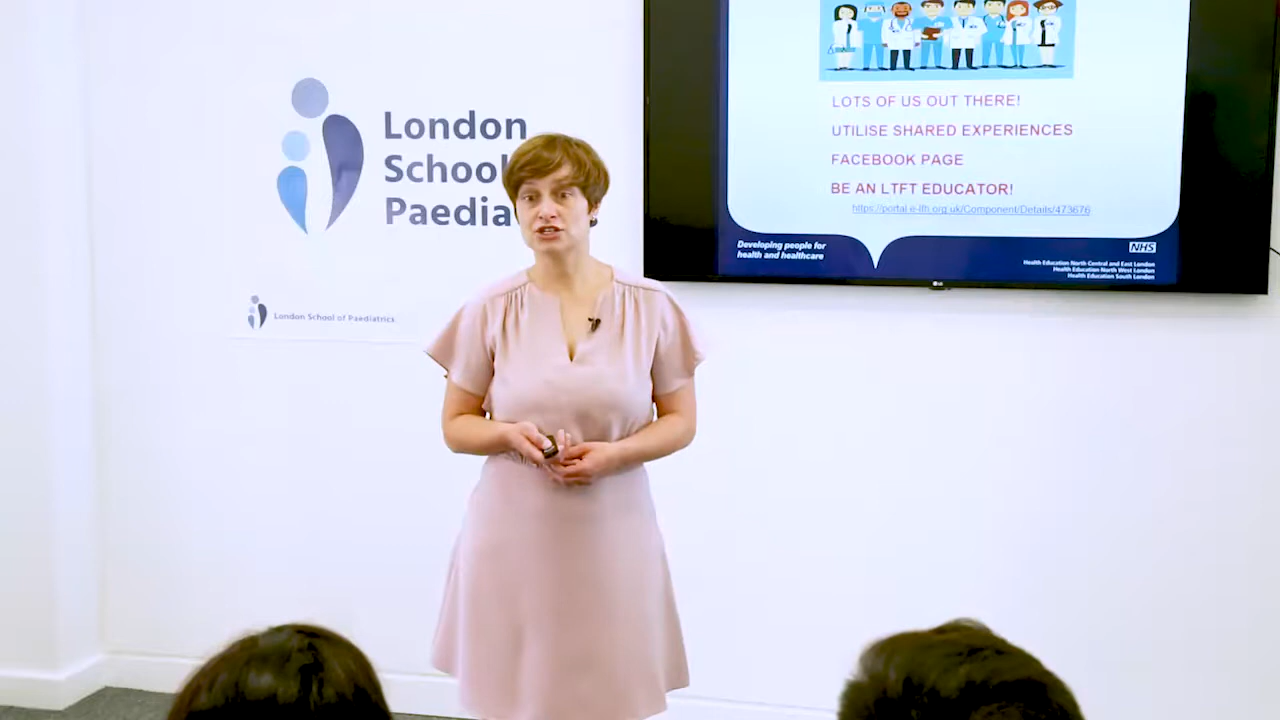 London
School
Paedia
London School of Paediatrics
LOTS OF US OUT THERE!
UTILISE SHARED EXPERIENCES
FACEBOOK PAGE
BE AN LTFT EDUCATOR!
https://portal.e-lfh.org.uk/Component/Details/473676
Developing people for
health and healthcare
NHS
Health Education North Central and East London
Health Education North West London
Health Education South London
LG